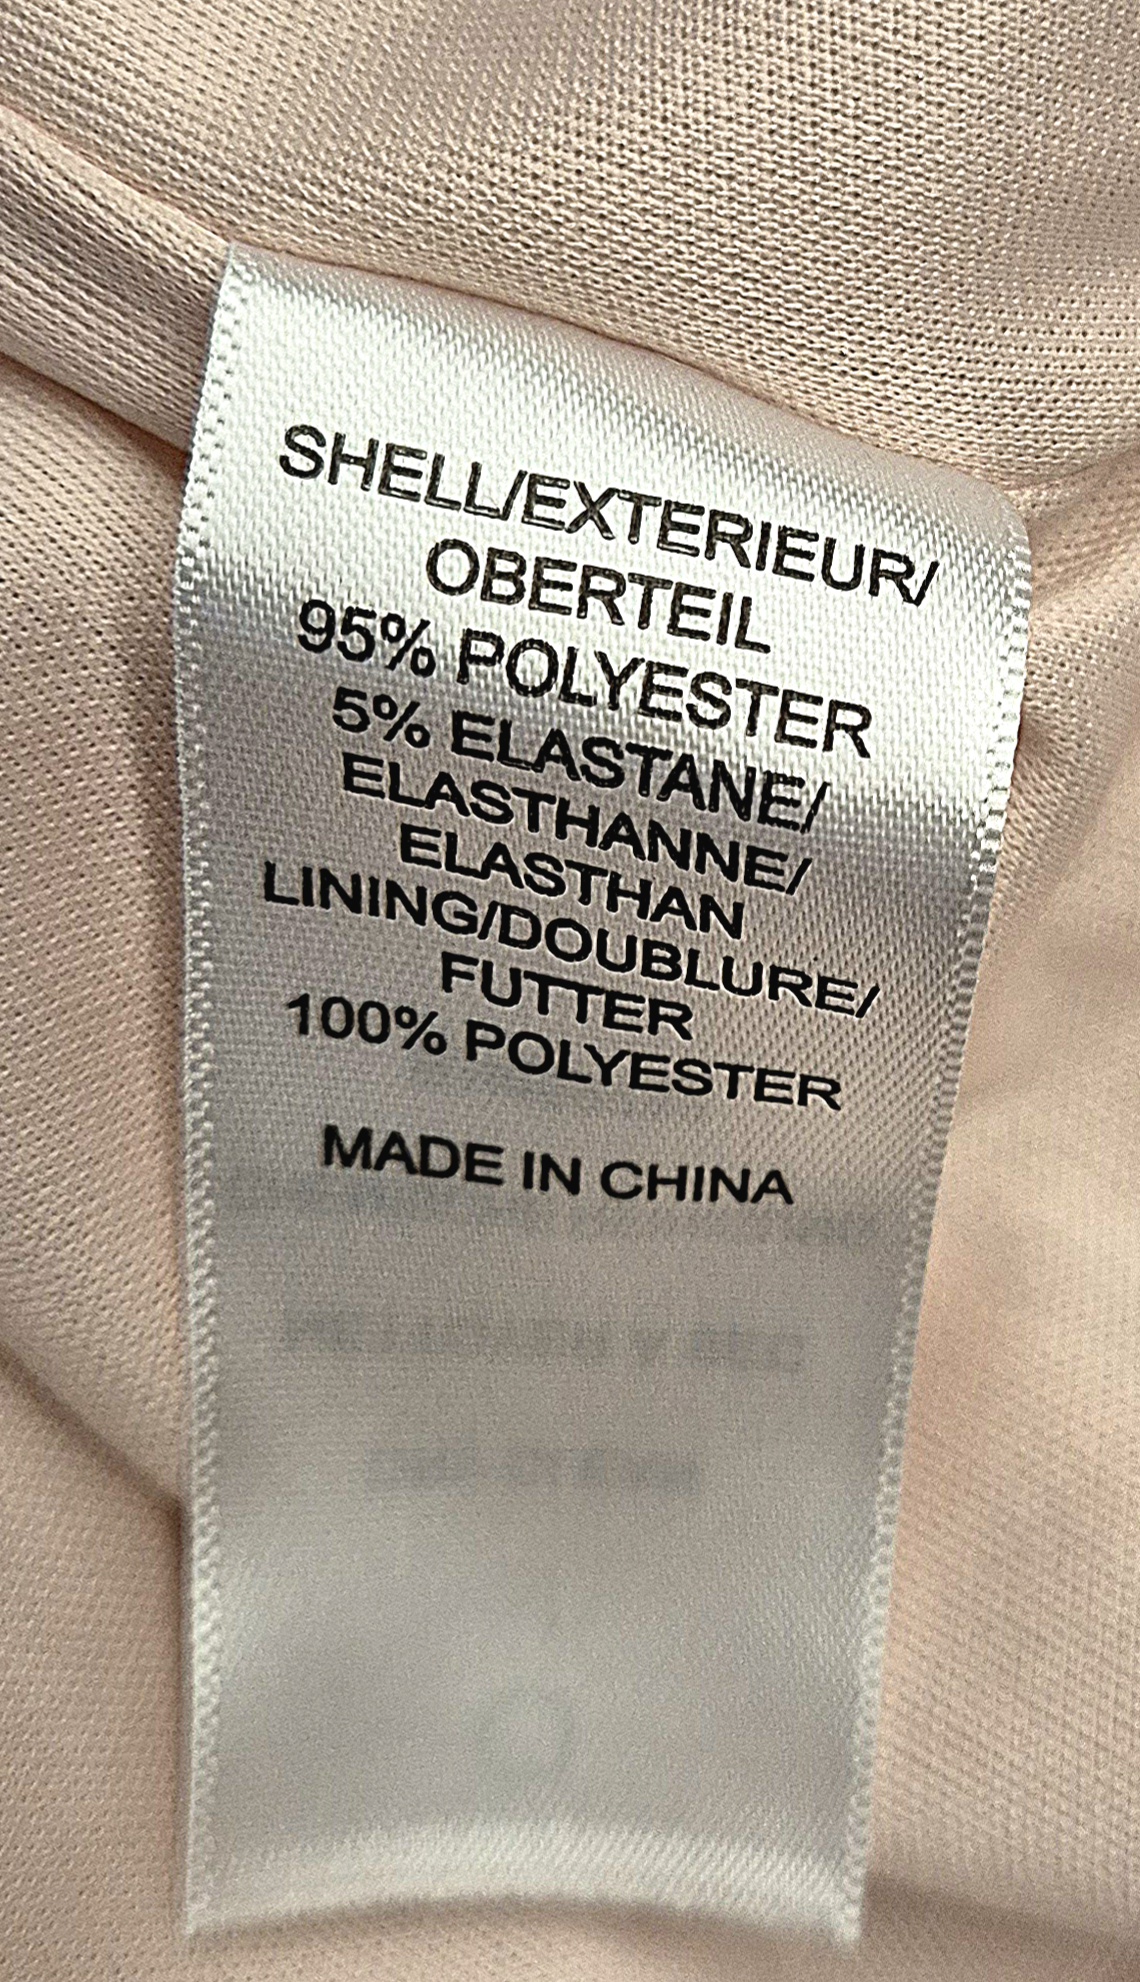 SHELL/EXTERIEUR/
OBERTEIL
95% POLYESTER
5% ELASTANE/
ELASTHANNE/
ELASTHAN
LINING/DOUBLURE/
FUTTER
100% POLYESTER
MADE IN CHINA